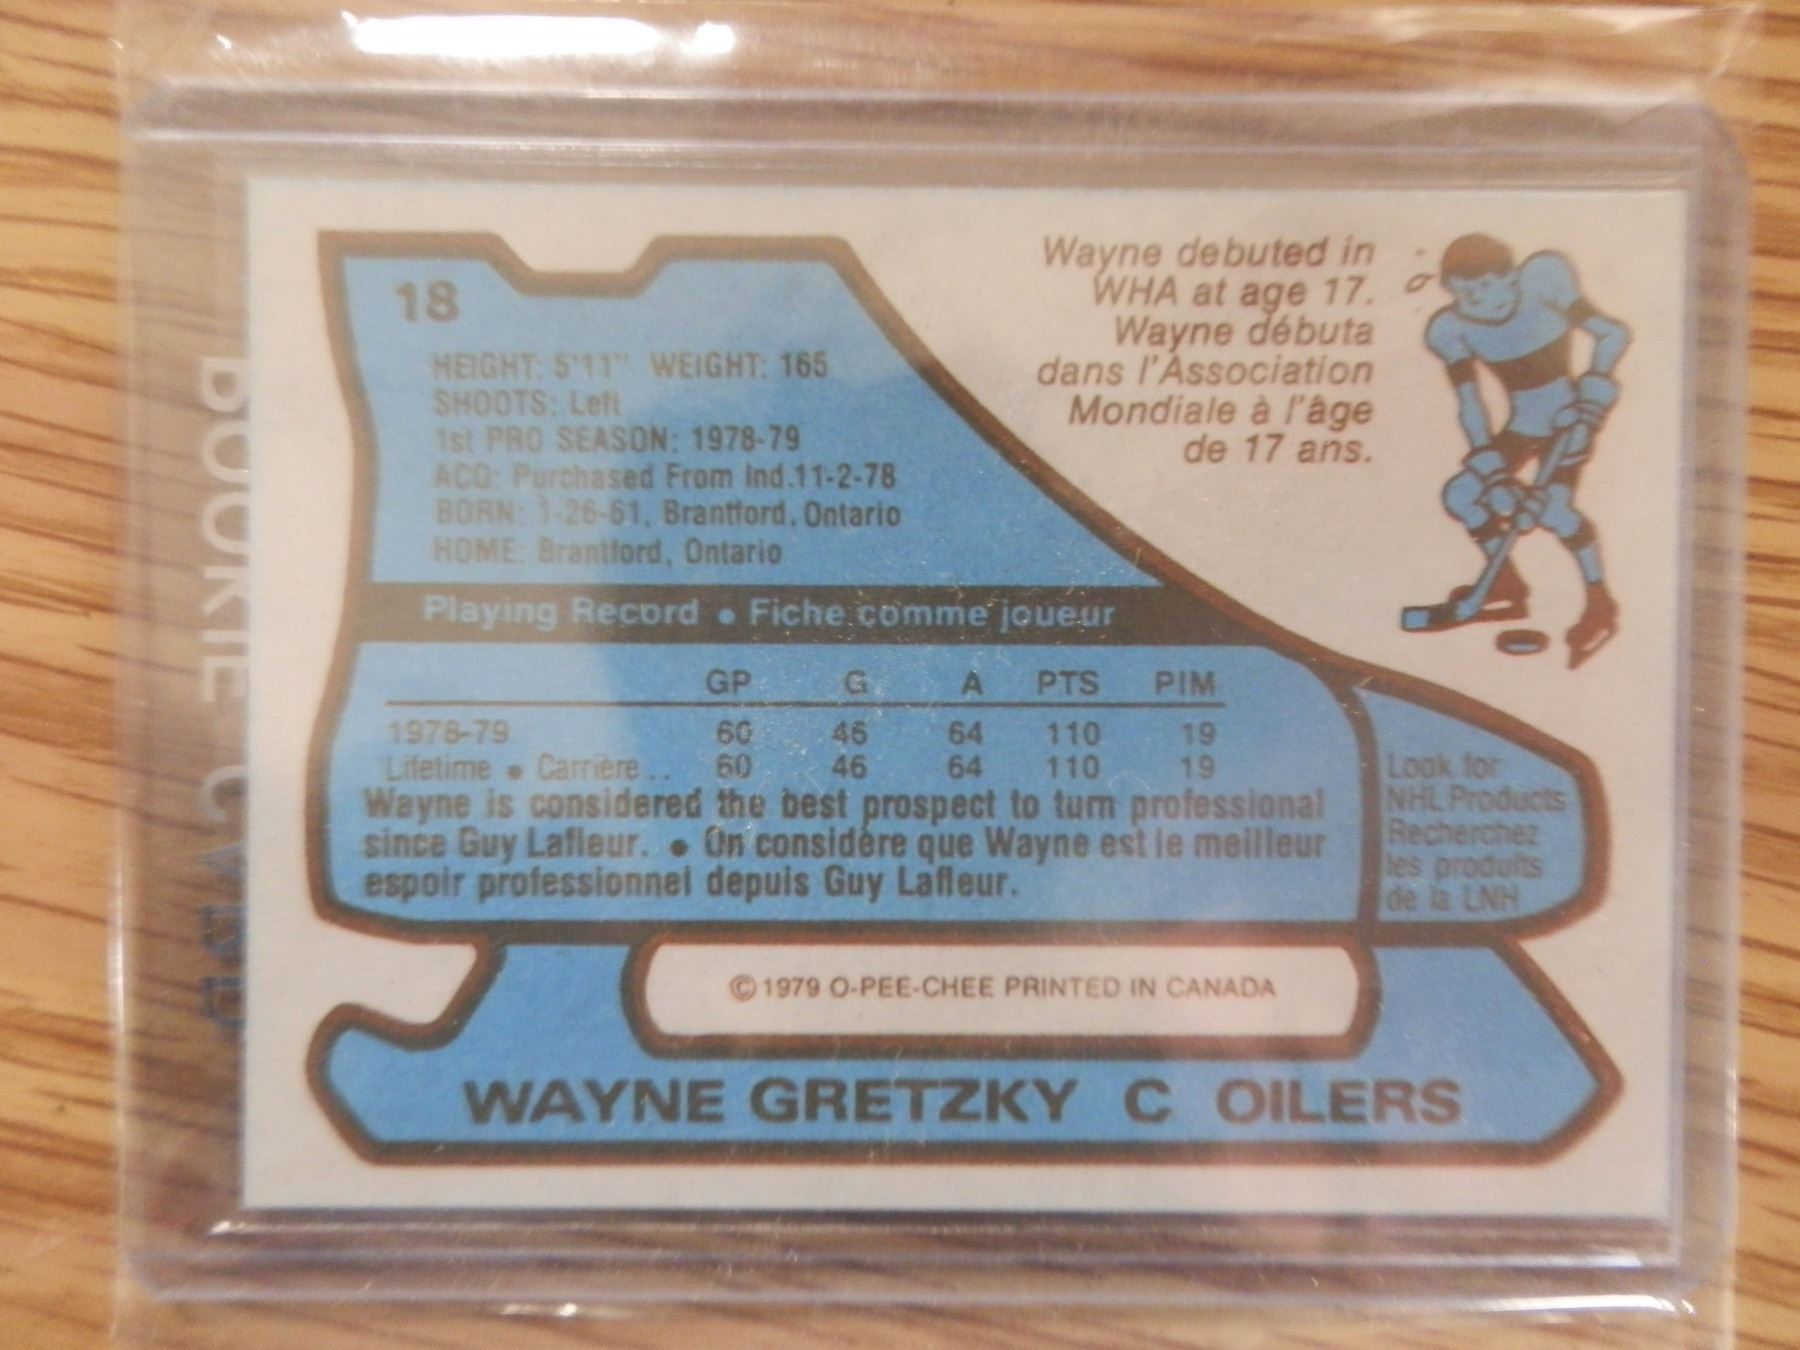 18
HEIGHT: 5'11" WEIGHT: 165
SHOOTS: Left
1st PRO SEASON: 1978-79
ACQ: Purchased From Ind.11-2-78
BORN: 1-26-61, Brantford, Ontario
HOME: Brantford, Ontario
Wayne debuted in
WHA at age 17.
Wayne débuta
dans l'Association
Mondiale à l'âge
de 17 ans.
Playing Record • Fiche comme joueur
GP G A PTS PIM
1978-79 60 46 64 110 19
Lifetime • Carrière .. 60 46 64 110 19
Wayne is considered the best prospect to turn professional
since Guy Lafleur. • On considère que Wayne est le meilleur
espoir professionnel depuis Guy Lafleur.
Look for
NHL Products
Recherchez
les produits
de la LNH
©1979 O-PEE-CHEE PRINTED IN CANADA
WAYNE GRETZKY C OILERS